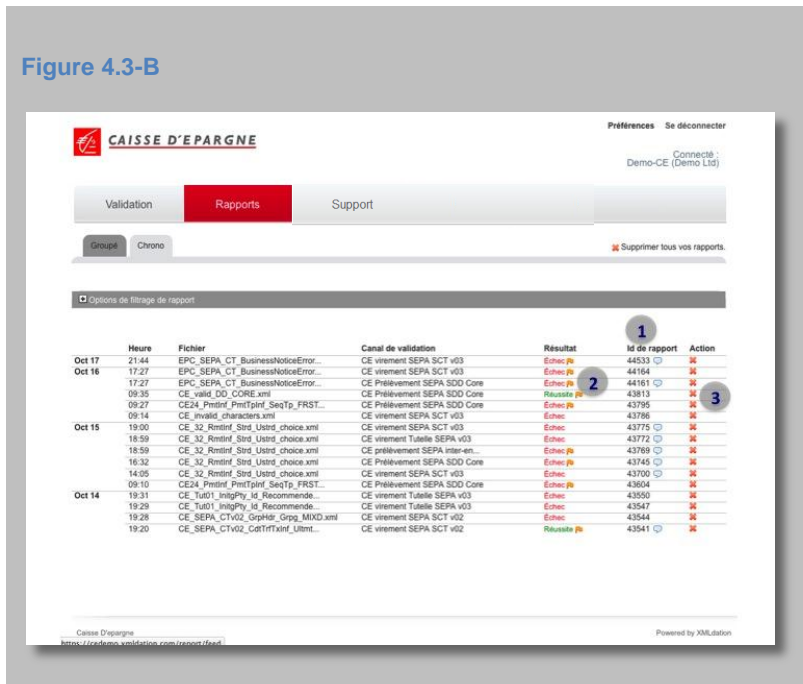 Figure 4.3-B
Préférences Se déconnecter
CAISSE D'EPARGNE
Connecté :
Demo-CE (Demo Ltd)
Validation Rapports Support
Groupé Chrono Supprimer tous vos rapports.
Options de filtrage de rapport
1
Heure Fichier Canal de validation Résultat Id de rapport Action
Oct 17 21:44 EPC_SEPA_CT_BusinessNoticeError... CE virement SEPA SCT v03 Échec 44533
Oct 16 17:27 EPC_SEPA_CT_BusinessNoticeError... CE virement SEPA SCT v03 Échec 44164
17:27 EPC_SEPA_CT_BusinessNoticeError... CE Prélèvement SEPA SDD Core Échec 2 44161
09:35 CE_valid_DD_CORE.xml CE Prélèvement SEPA SDD Core Réussite 43813 3
09:27 CE24_PmtInf_PmtTpInf_SeqTp_FRST... CE Prélèvement SEPA SDD Core Échec 43795
09:14 CE_invalid_characters.xml CE virement SEPA SCT v03 Échec 43786
Oct 15 19:00 CE_32_RmtInf_Strd_Ustrd_choice.xml CE virement SEPA SCT v03 Échec 43775
18:59 CE_32_RmtInf_Strd_Ustrd_choice.xml CE virement Tutelle SEPA v03 Échec 43772
18:59 CE_32_RmtInf_Strd_Ustrd_choice.xml CE prélèvement SEPA inter-en... Échec 43769
16:32 CE_32_RmtInf_Strd_Ustrd_choice.xml CE Prélèvement SEPA SDD Core Échec 43745
14:05 CE_32_RmtInf_Strd_Ustrd_choice.xml CE virement SEPA SCT v03 Échec 43700
09:10 CE24_PmtInf_PmtTpInf_SeqTp_FRST... CE Prélèvement SEPA SDD Core Échec 43604
Oct 14 19:31 CE_Tut01_InitgPty_Id_Recommende... CE virement Tutelle SEPA v03 Échec 43550
19:29 CE_Tut01_InitgPty_Id_Recommende... CE virement Tutelle SEPA v03 Échec 43547
19:28 CE_SEPA_CTv02_GrpHdr_Grpg_MIXD.xml CE virement SEPA SCT v02 Échec 43544
19:20 CE_SEPA_CTv02_CdtTrfTxInf_Ultmt... CE virement SEPA SCT v02 Réussite 43541
Caisse D'epargne Powered by XMLdation
https://cedemo.xmldation.com/report/feed